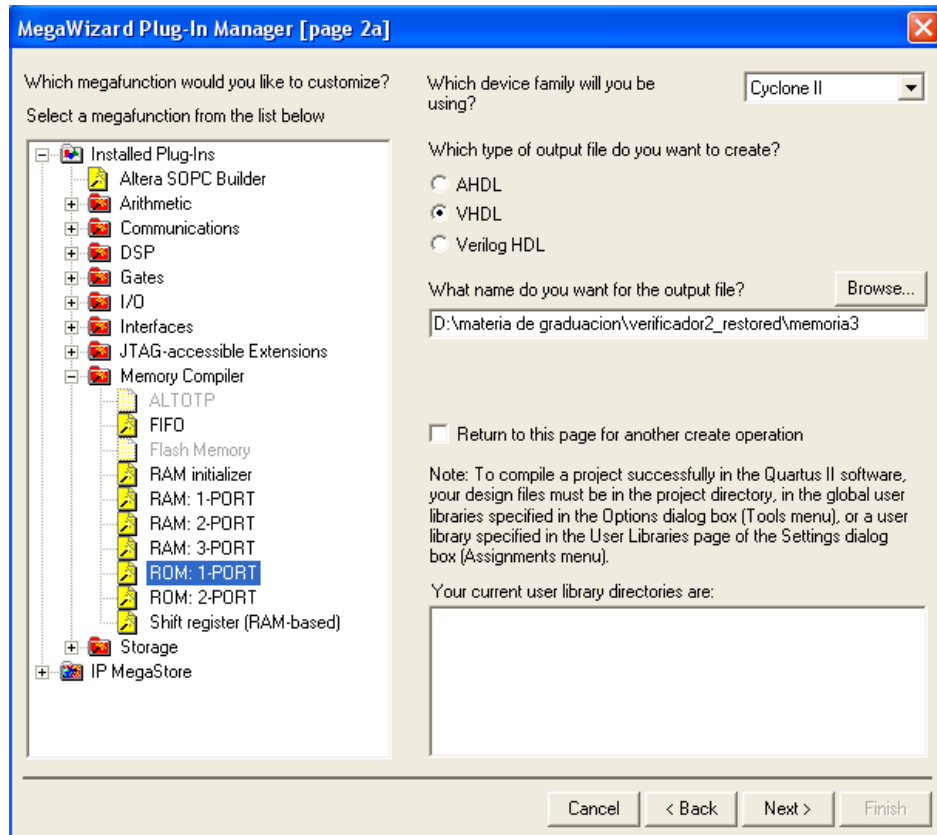 MegaWizard Plug-In Manager [page 2a]
Which megafunction would you like to customize?
Select a megafunction from the list below
Installed Plug-Ins
Altera SOPC Builder
Arithmetic
Communications
DSP
Gates
I/O
Interfaces
JTAG-accessible Extensions
Memory Compiler
ALTOTP
FIFO
Flash Memory
RAM initializer
RAM: 1-PORT
RAM: 2-PORT
RAM: 3-PORT
ROM: 1-PORT
ROM: 2-PORT
Shift register (RAM-based)
Storage
IP MegaStore
Which device family will you be
using?
Cyclone II
Which type of output file do you want to create?
AHDL
VHDL
Verilog HDL
What name do you want for the output file?
Browse...
D:\materia de graduacion\verificador2_restored\memoria3
Return to this page for another create operation
Note: To compile a project successfully in the Quartus II software,
your design files must be in the project directory, in the global user
libraries specified in the Options dialog box (Tools menu), or a user
library specified in the User Libraries page of the Settings dialog
box (Assignments menu).
Your current user library directories are:
Cancel
< Back
Next >
Finish